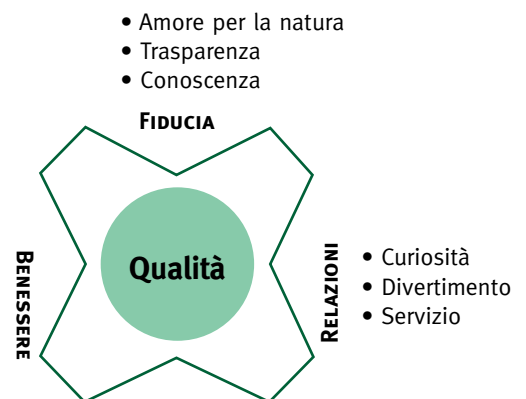 • Amore per la natura
• Trasparenza
• Conoscenza
FIDUCIA
BENESSERE
Qualità
RELAZIONI
• Curiosità
• Divertimento
• Servizio